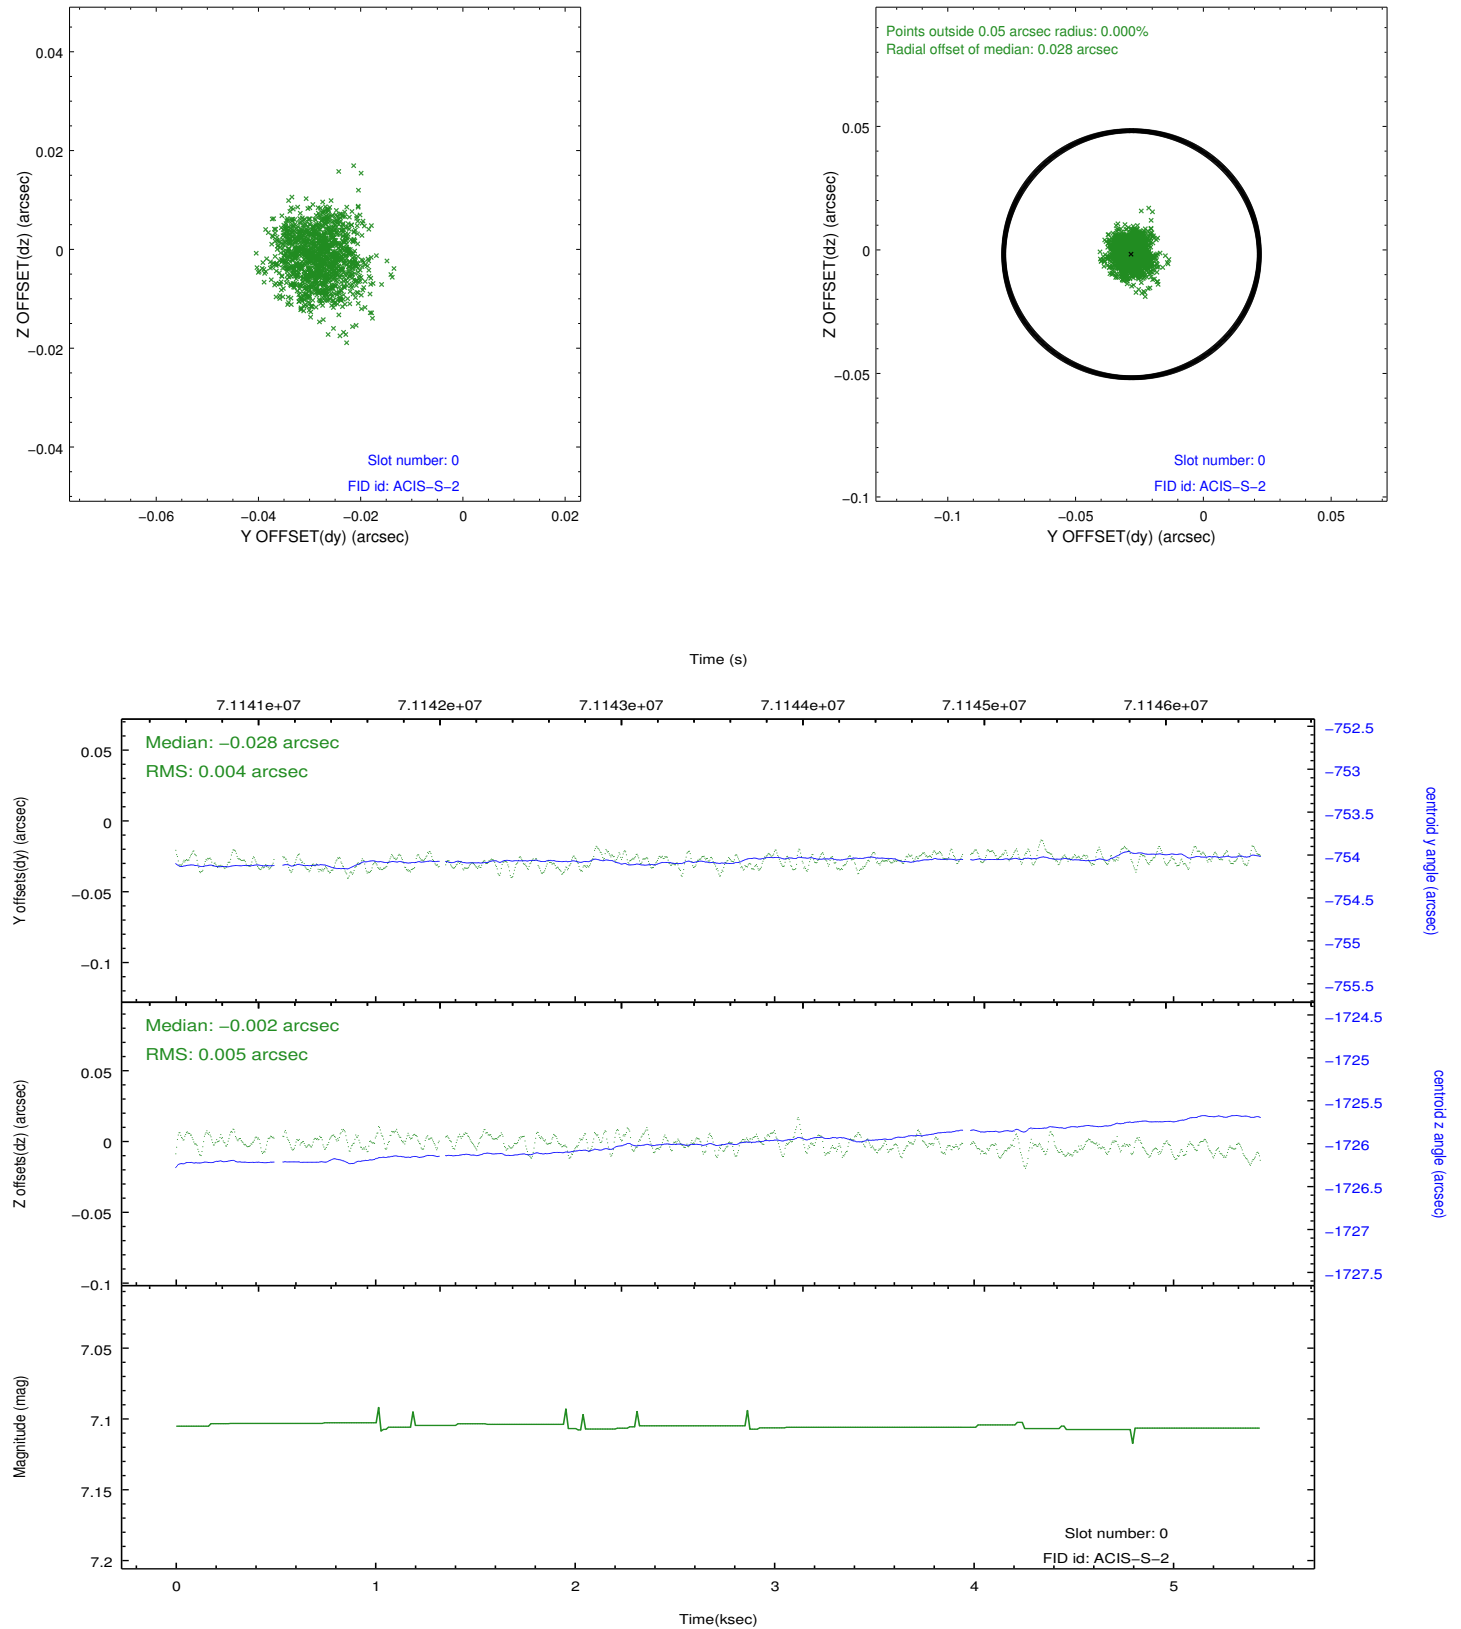 0.04
0.02
0
−0.02
−0.04
Z OFFSET(dz) (arcsec)
Slot number: 0
FID id: ACIS−S−2
−0.06
−0.04
−0.02
0
0.02
Y OFFSET(dy) (arcsec)
Points outside 0.05 arcsec radius: 0.000%
Radial offset of median: 0.028 arcsec
0.05
0
−0.05
−0.1
Z OFFSET(dz) (arcsec)
Slot number: 0
FID id: ACIS−S−2
−0.1
−0.05
0
0.05
Y OFFSET(dy) (arcsec)
Time (s)
7.1141e+07
7.1142e+07
7.1143e+07
7.1144e+07
7.1145e+07
7.1146e+07
Median: −0.028 arcsec
RMS: 0.004 arcsec
0.05
0
−0.05
−0.1
Y offsets(dy) (arcsec)
−752.5
−753
−753.5
−754
−754.5
−755
−755.5
centroid y angle (arcsec)
Median: −0.002 arcsec
RMS: 0.005 arcsec
0.05
0
−0.05
−0.1
Z offsets(dz) (arcsec)
−1724.5
−1725
−1725.5
−1726
−1726.5
−1727
−1727.5
centroid z angle (arcsec)
7.05
7.1
7.15
7.2
Magnitude (mag)
Slot number: 0
FID id: ACIS−S−2
0
1
2
3
4
5
Time(ksec)